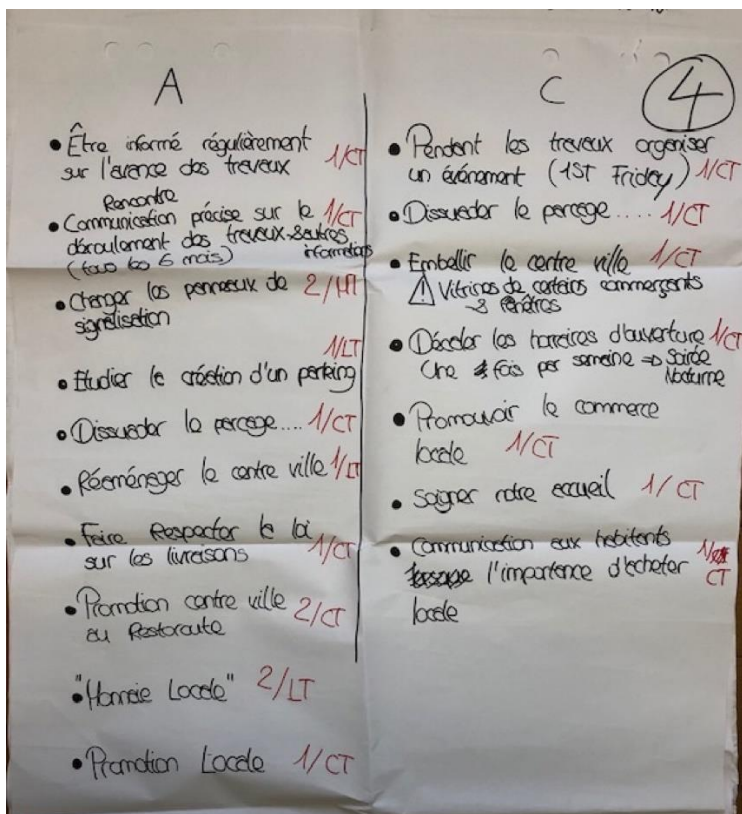 A
• Être informé régulièrement 1/CT
sur l'avance des travaux
Rencontre
• Communication précise sur le 1/CT
déroulement des travaux & autres
(tous les 6 mois) informations
• Changer les panneaux de 2/MT
signalisation
1/LT
• Etudier la création d'un parking
• Dissuader le parcage.... 1/CT
• Réaménager le centre ville 1/LT
• Faire Respecter la loi
sur les livraisons 1/CT
• Promotion centre ville 2/CT
au Restoroute
• "Monnaie Locale" 2/LT
• Promotion Locale 1/CT
C
4
• Pendant les travaux organiser
un événement (1ST Friday) 1/CT
• Dissuader le parcage.... 1/CT
• Embellir le centre ville 1/CT
⚠ Vitrines de certains commerçants
& fenêtres
• Décaler les horaires d'ouverture 1/CT
Une fois par semaine => Soirée
Nocturne
• Promouvoir le commerce
locale 1/CT
• Soigner notre accueil 1/CT
• Communication aux habitants 1/
l'importance d'acheter CT
locale